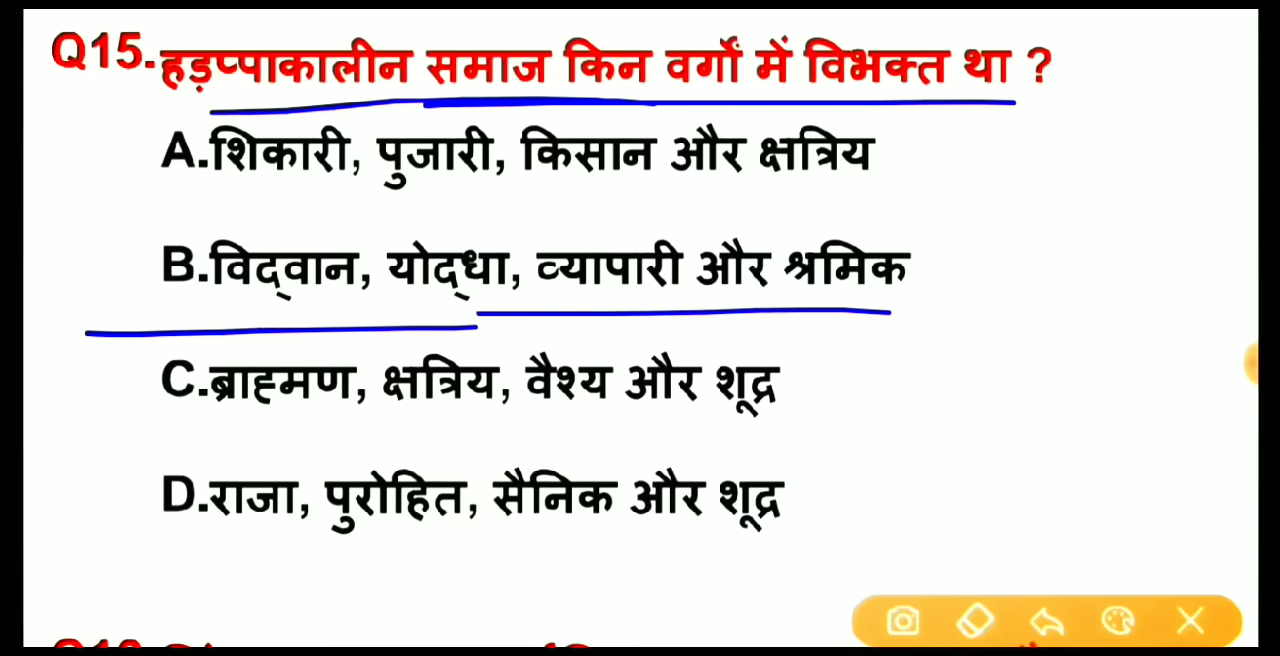 Q15.हड़प्पाकालीन समाज किन वर्गों में विभक्त था ?
A.शिकारी, पुजारी, किसान और क्षत्रिय
B.विद्वान, योद्धा, व्यापारी और श्रमिक
C.ब्राह्मण, क्षत्रिय, वैश्य और शूद्र
D.राजा, पुरोहित, सैनिक और शूद्र